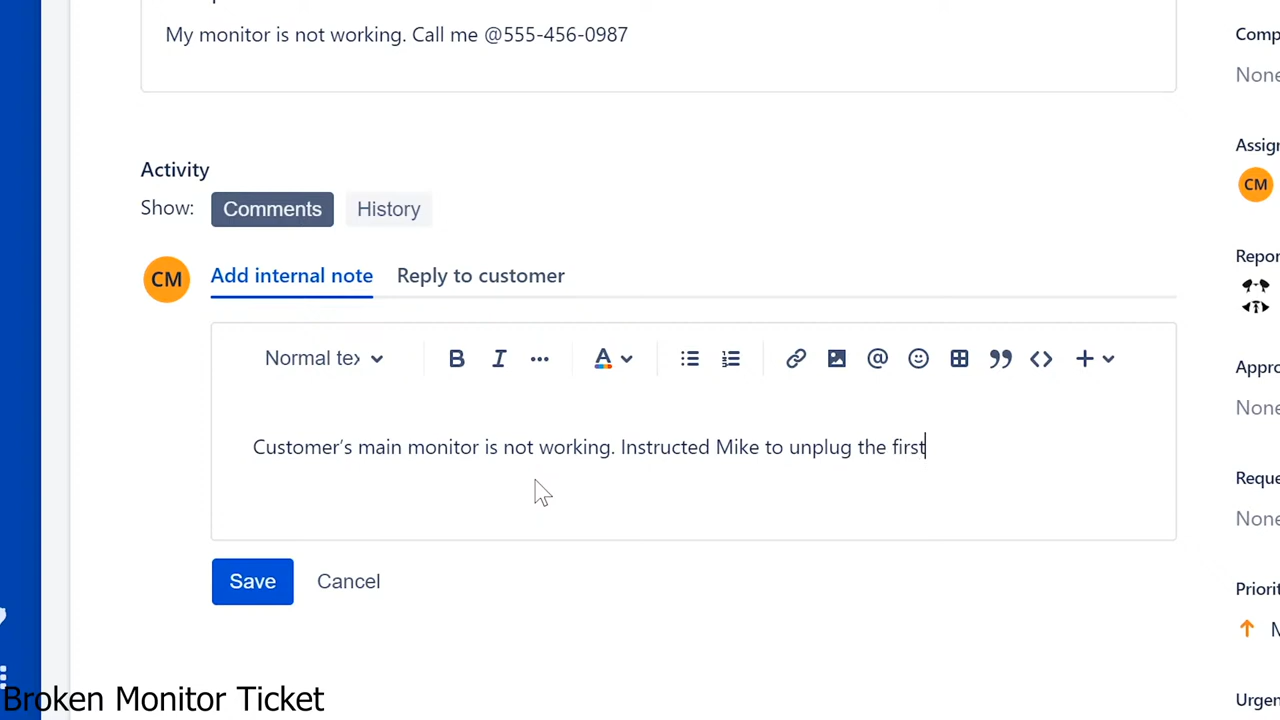 My monitor is not working. Call me @555-456-0987
Comp
None
Activity
Assign
Show: Comments History
CM
CM Add internal note Reply to customer
Repor
Normal tex B I ... A @ <> +
Appro
None
Customer's main monitor is not working. Instructed Mike to unplug the first
Reque
None
Save Cancel
Priorit
Broken Monitor Ticket
Urgen